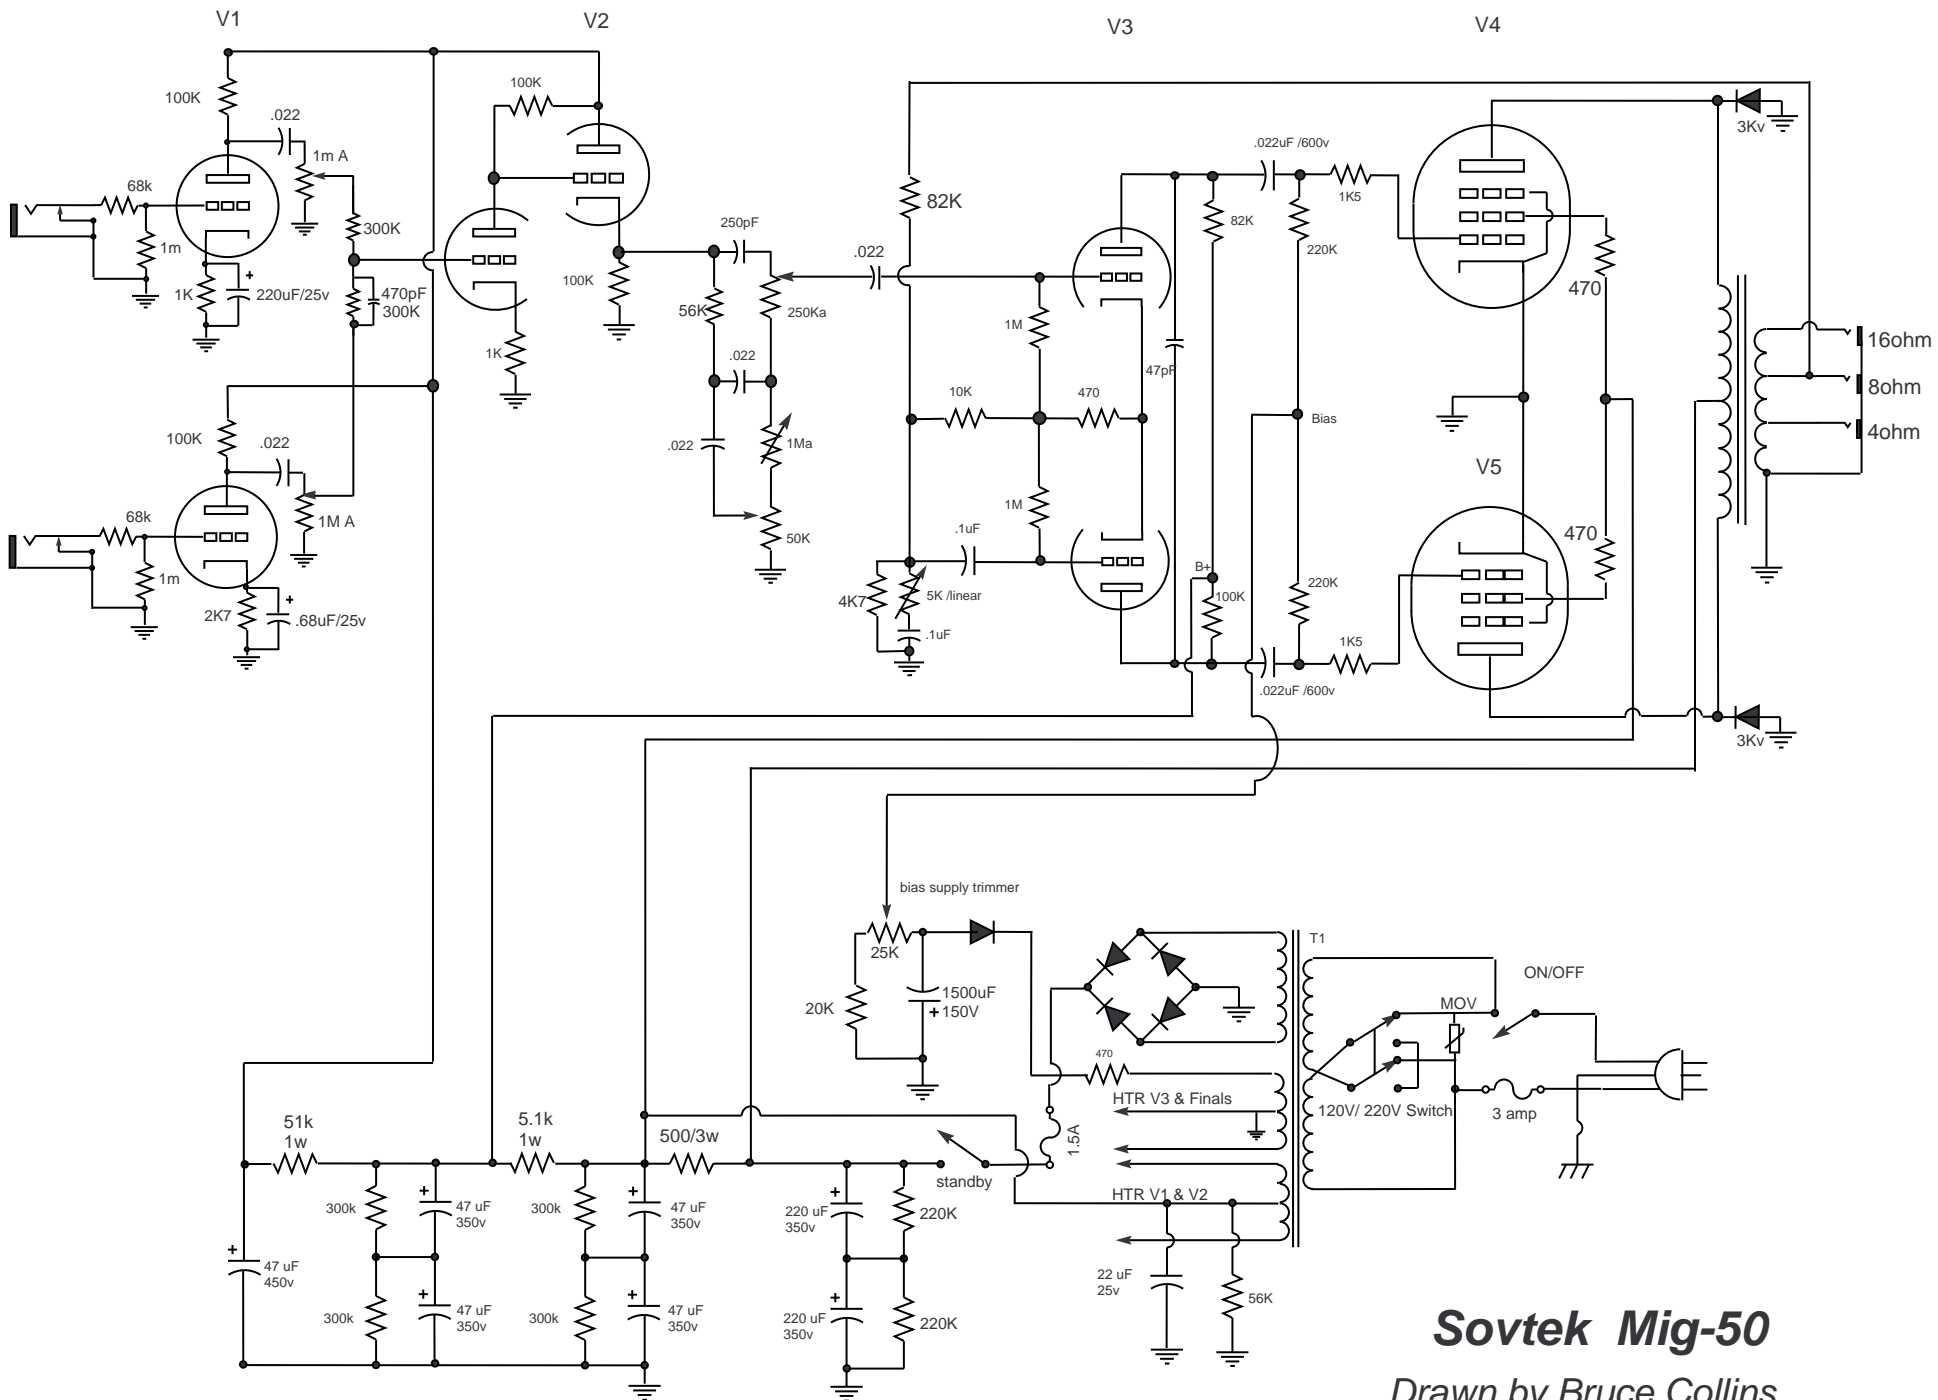 V1
V2
V3
V4
100K
.022
1m A
68k
1m
1K
220uF/25v
300K
470pF
300K
100K
.022
1M A
68k
1m
2K7
.68uF/25v
100K
100K
1K
250pF
56K
250Ka
.022
.022
1Ma
50K
.022
82K
1M
10K
470
47pF
1M
.1uF
4K7
5K /linear
.1uF
.022uF /600v
82K
220K
1K5
Bias
B+
100K
220K
1K5
.022uF /600v
470
V5
470
3Kv
3Kv
16ohm
8ohm
4ohm
bias supply trimmer
25K
20K
1500uF
150V
470
T1
ON/OFF
MOV
HTR V3 & Finals
120V/ 220V Switch
3 amp
1.5A
HTR V1 & V2
standby
51k
1w
5.1k
1w
500/3w
300k
47 uF
350v
300k
47 uF
350v
220 uF
350v
220K
47 uF
450v
300k
47 uF
350v
300k
47 uF
350v
220 uF
350v
220K
22 uF
25v
56K
Sovtek Mig-50
Drawn by Bruce Collins